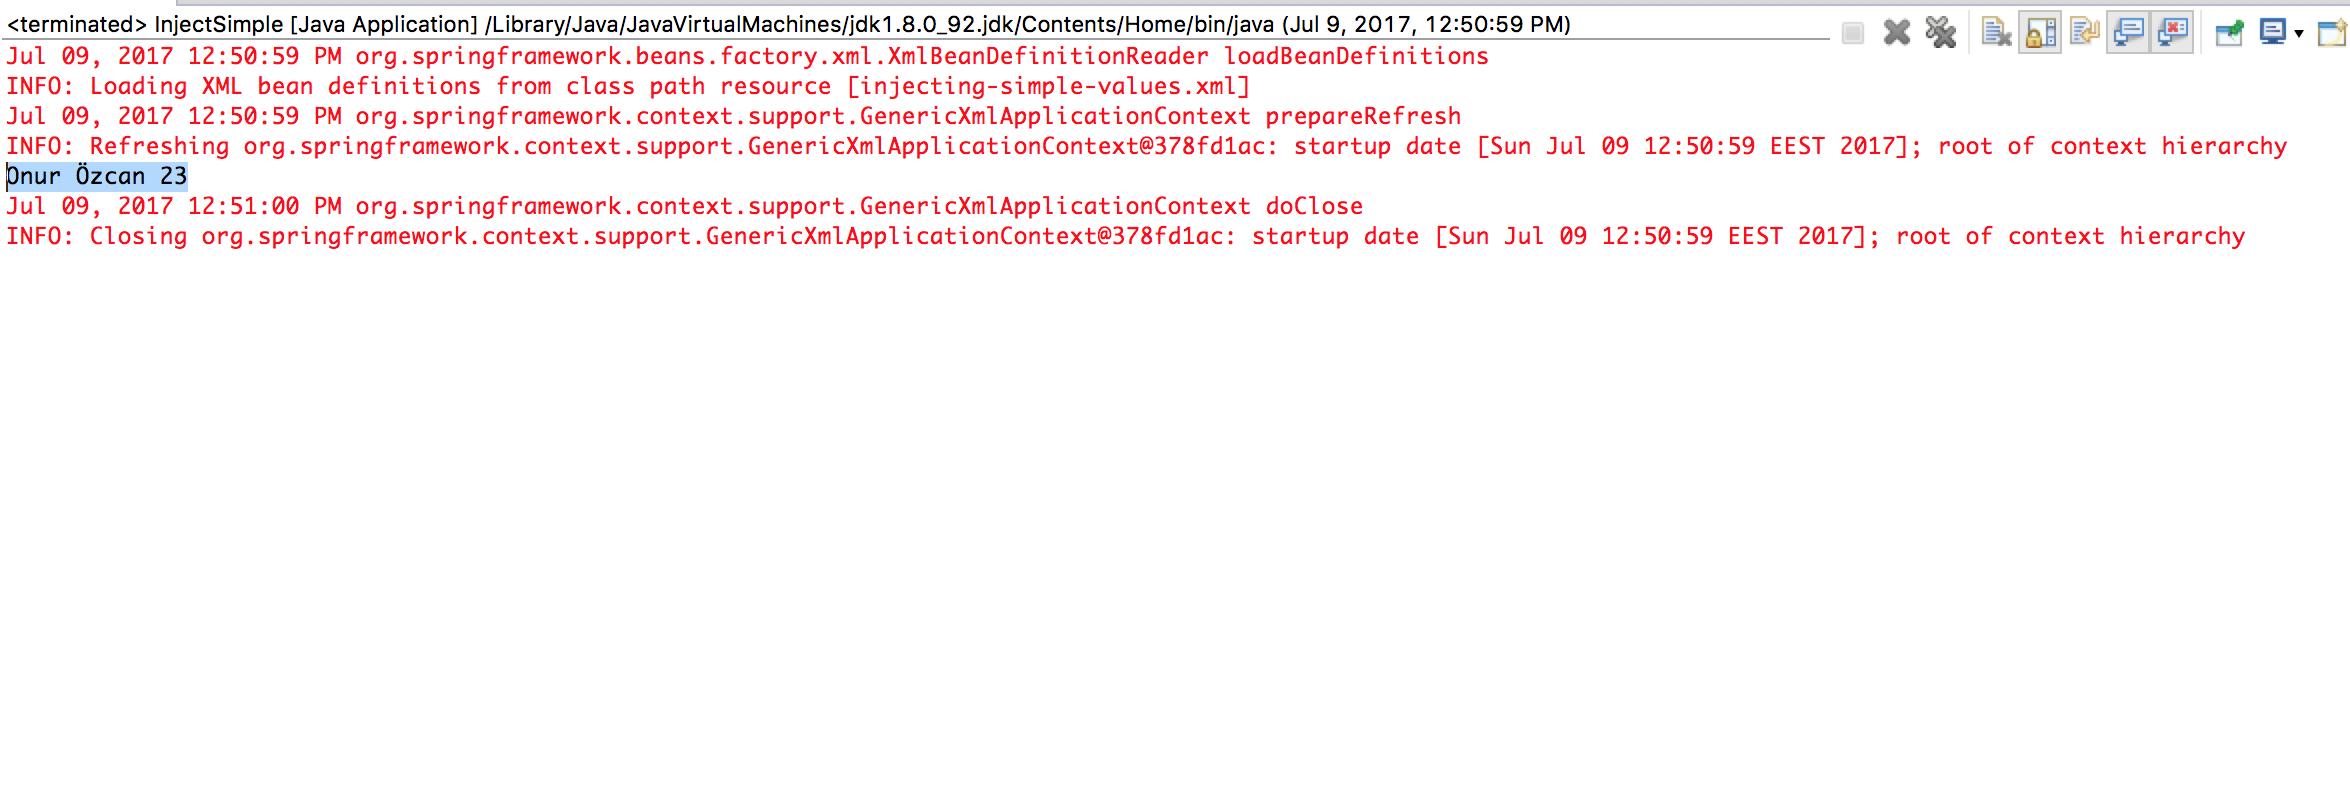 <terminated> InjectSimple [Java Application] /Library/Java/JavaVirtualMachines/jdk1.8.0_92.jdk/Contents/Home/bin/java (Jul 9, 2017, 12:50:59 PM)
Jul 09, 2017 12:50:59 PM org.springframework.beans.factory.xml.XmlBeanDefinitionReader loadBeanDefinitions
INFO: Loading XML bean definitions from class path resource [injecting-simple-values.xml]
Jul 09, 2017 12:50:59 PM org.springframework.context.support.GenericXmlApplicationContext prepareRefresh
INFO: Refreshing org.springframework.context.support.GenericXmlApplicationContext@378fd1ac: startup date [Sun Jul 09 12:50:59 EEST 2017]; root of context hierarchy
Onur Özcan 23
Jul 09, 2017 12:51:00 PM org.springframework.context.support.GenericXmlApplicationContext doClose
INFO: Closing org.springframework.context.support.GenericXmlApplicationContext@378fd1ac: startup date [Sun Jul 09 12:50:59 EEST 2017]; root of context hierarchy